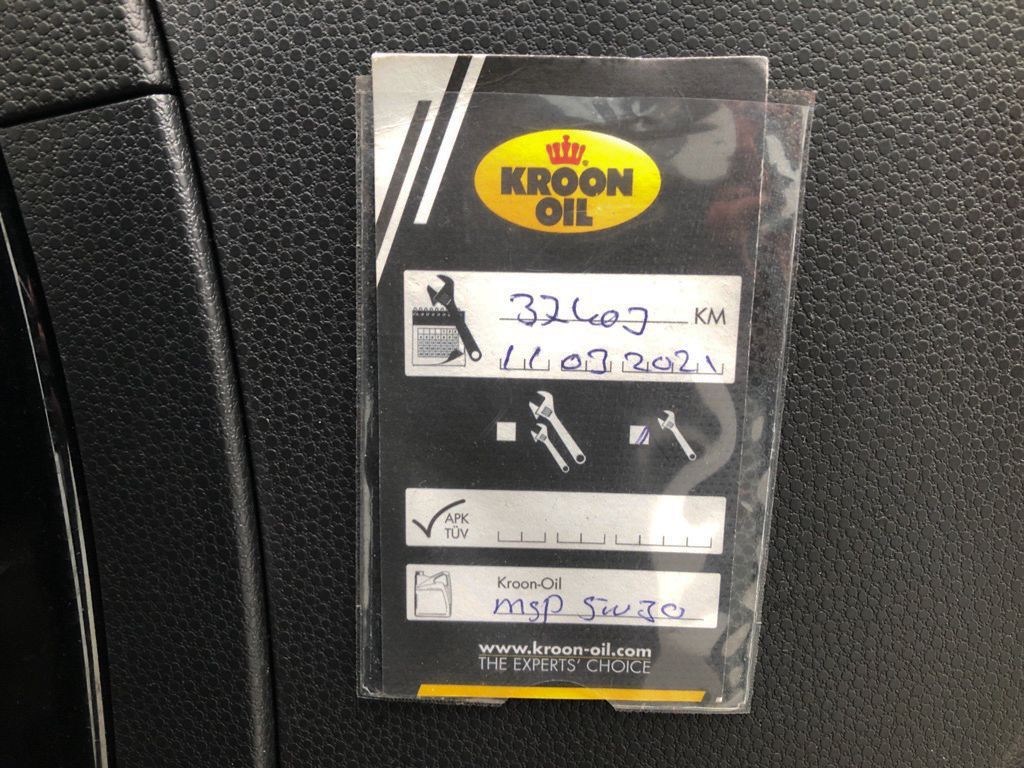 KROON
OIL
37403 KM
11 03 2021
APK
TÜV
Kroon-Oil
msp 5w30
www.kroon-oil.com
THE EXPERTS' CHOICE